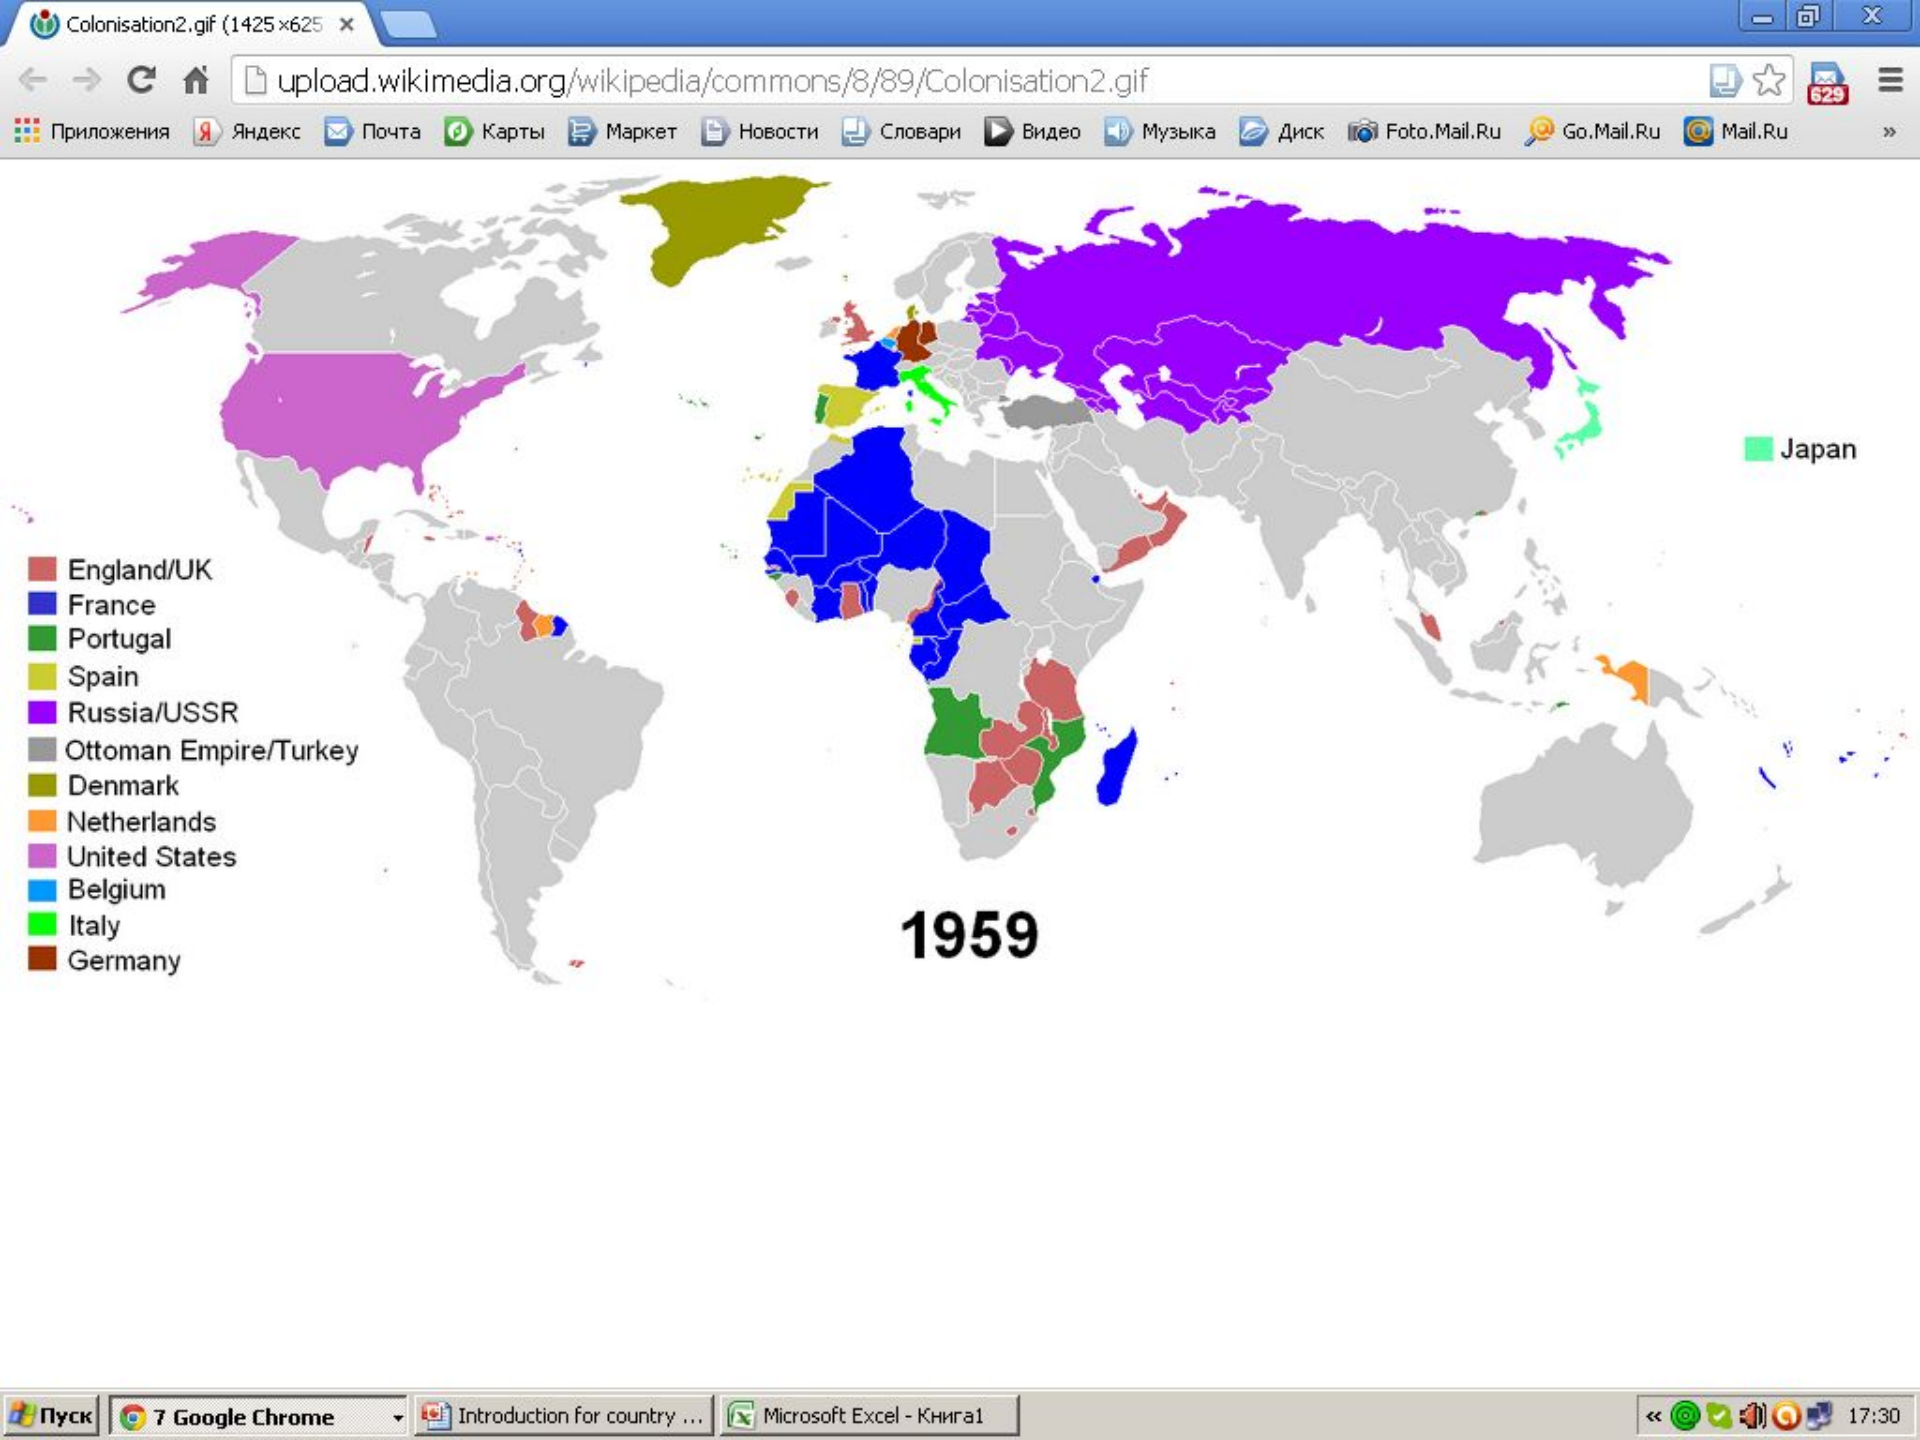 Colonisation2.gif (1425×625
upload.wikimedia.org/wikipedia/commons/8/89/Colonisation2.gif
629
Приложения Я Яндекс Почта Карты Маркет Новости Словари Видео Музыка Диск Foto.Mail.Ru Go.Mail.Ru Mail.Ru »
Japan
England/UK
France
Portugal
Spain
Russia/USSR
Ottoman Empire/Turkey
Denmark
Netherlands
United States
Belgium
Italy
Germany
1959
Пуск 7 Google Chrome Introduction for country ... Microsoft Excel - Книга1 « 17:30